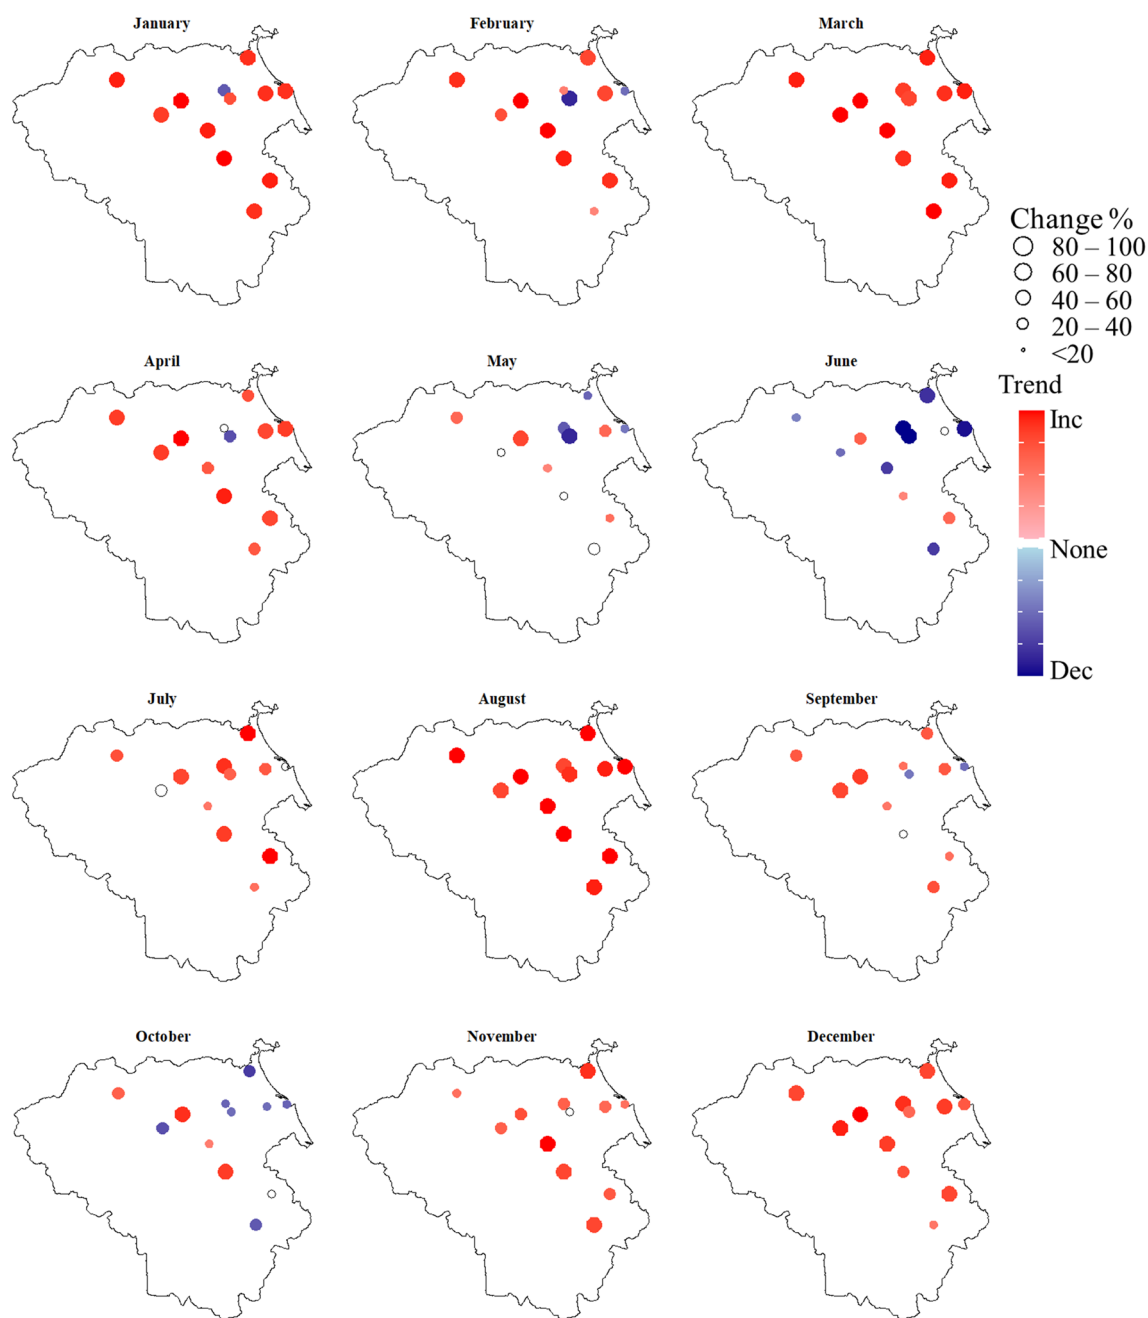 January
February
March
Change %
80 – 100
60 – 80
40 – 60
20 – 40
<20
April
May
June
Trend
Inc
None
Dec
July
August
September
October
November
December